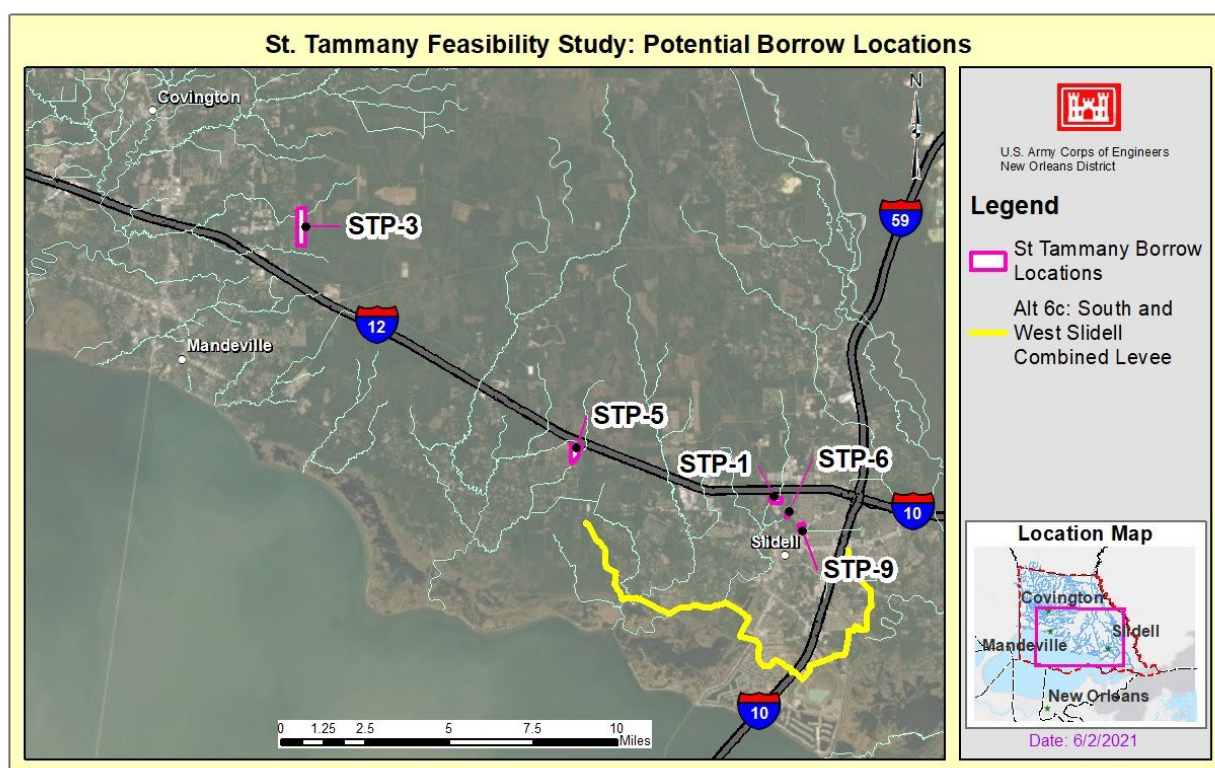 St. Tammany Feasibility Study: Potential Borrow Locations
Covington
N
59
STP-3
12
Mandeville
STP-5
STP-1
STP-6
10
Slidell
STP-9
10
0 1.25 2.5 5 7.5 10
Miles
U.S. Army Corps of Engineers
New Orleans District
Legend
St Tammany Borrow
Locations
Alt 6c: South and
West Slidell
Combined Levee
Location Map
Covington
Mandeville
Slidell
New Orleans
Date: 6/2/2021